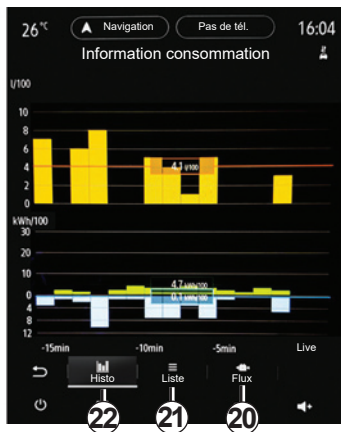 26 °C Navigation Pas de tél. 16:04
Information consommation
l/100
10
8
6
4
2
0
4,1 l/100
kWh/100
30
20
10
0
4
8
12
4,7 kWh/100
0,1 kWh/100
-15min -10min -5min Live
Histo Liste Flux
22 21 20